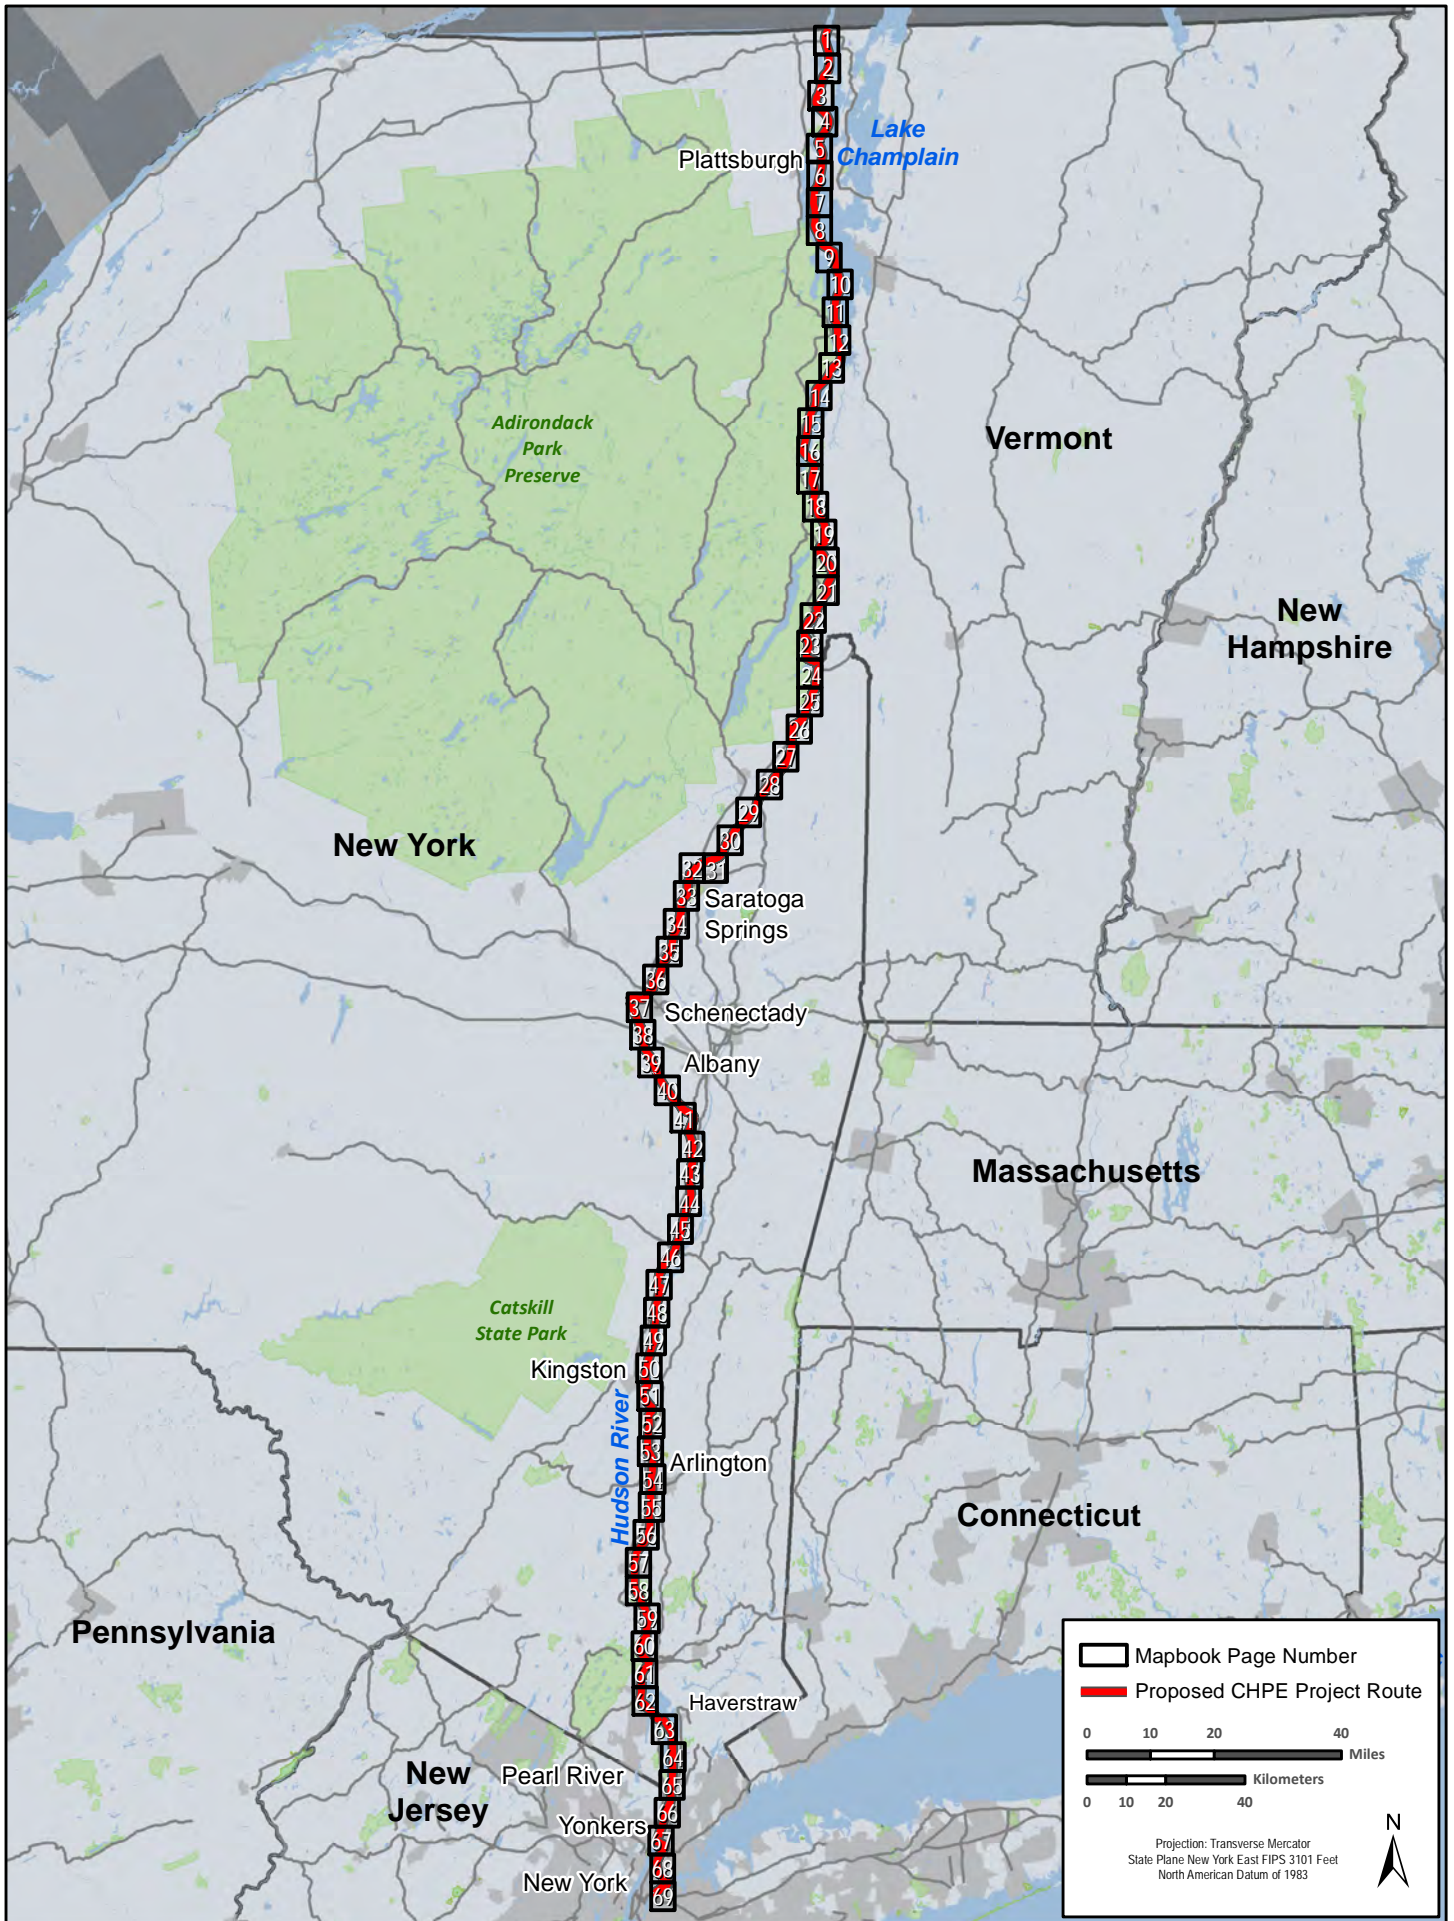 1
2
3
4
Lake
Champlain
Plattsburgh
5
6
7
8
9
10
11
12
13
14
15
Adirondack
Park
Preserve
Vermont
16
17
18
19
20
21
22
New
Hampshire
23
24
25
26
27
28
29
30
New York
32
31
33
Saratoga
Springs
34
35
36
37
Schenectady
38
39
Albany
40
41
42
43
Massachusetts
44
45
46
47
48
Catskill
State Park
49
Kingston
50
51
52
Hudson River
53
Arlington
54
55
Connecticut
56
57
58
59
Pennsylvania
60
61
62
Haverstraw
63
64
Pearl River
65
New
Jersey
66
Yonkers
67
68
New York
69
Mapbook Page Number
Proposed CHPE Project Route
0 10 20 40
Miles
Kilometers
0 10 20 40
N
Projection: Transverse Mercator
State Plane New York East FIPS 3101 Feet
North American Datum of 1983